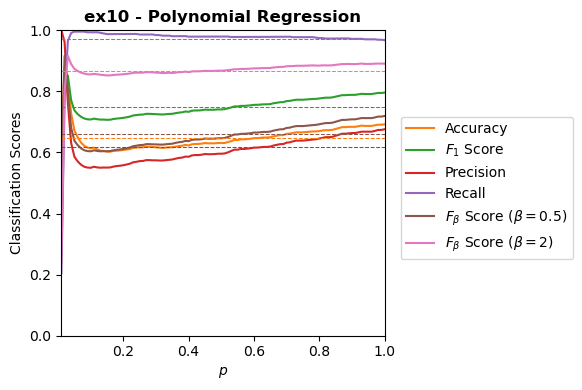 ex10 - Polynomial Regression
Classification Scores
1.0
0.8
0.6
0.4
0.2
0.0
0.2
0.4
0.6
0.8
1.0
p
Accuracy
F₁ Score
Precision
Recall
Fβ Score (β = 0.5)
Fβ Score (β = 2)